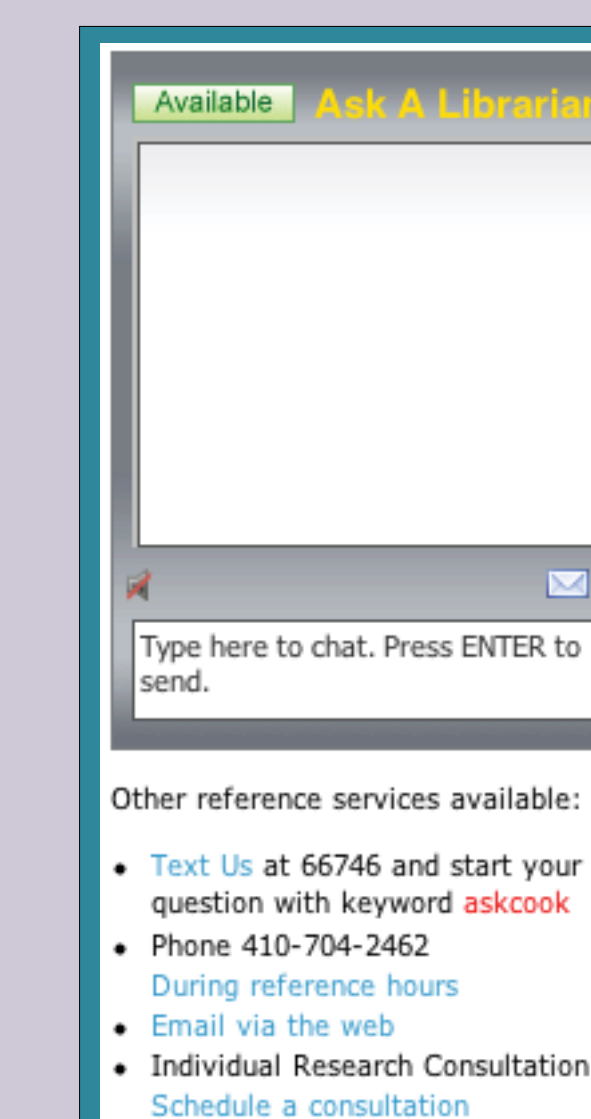 Available Ask A Librarian
Type here to chat. Press ENTER to
send.
Other reference services available:
Text Us at 66746 and start your
question with keyword askcook
Phone 410-704-2462
During reference hours
Email via the web
Individual Research Consultation
Schedule a consultation